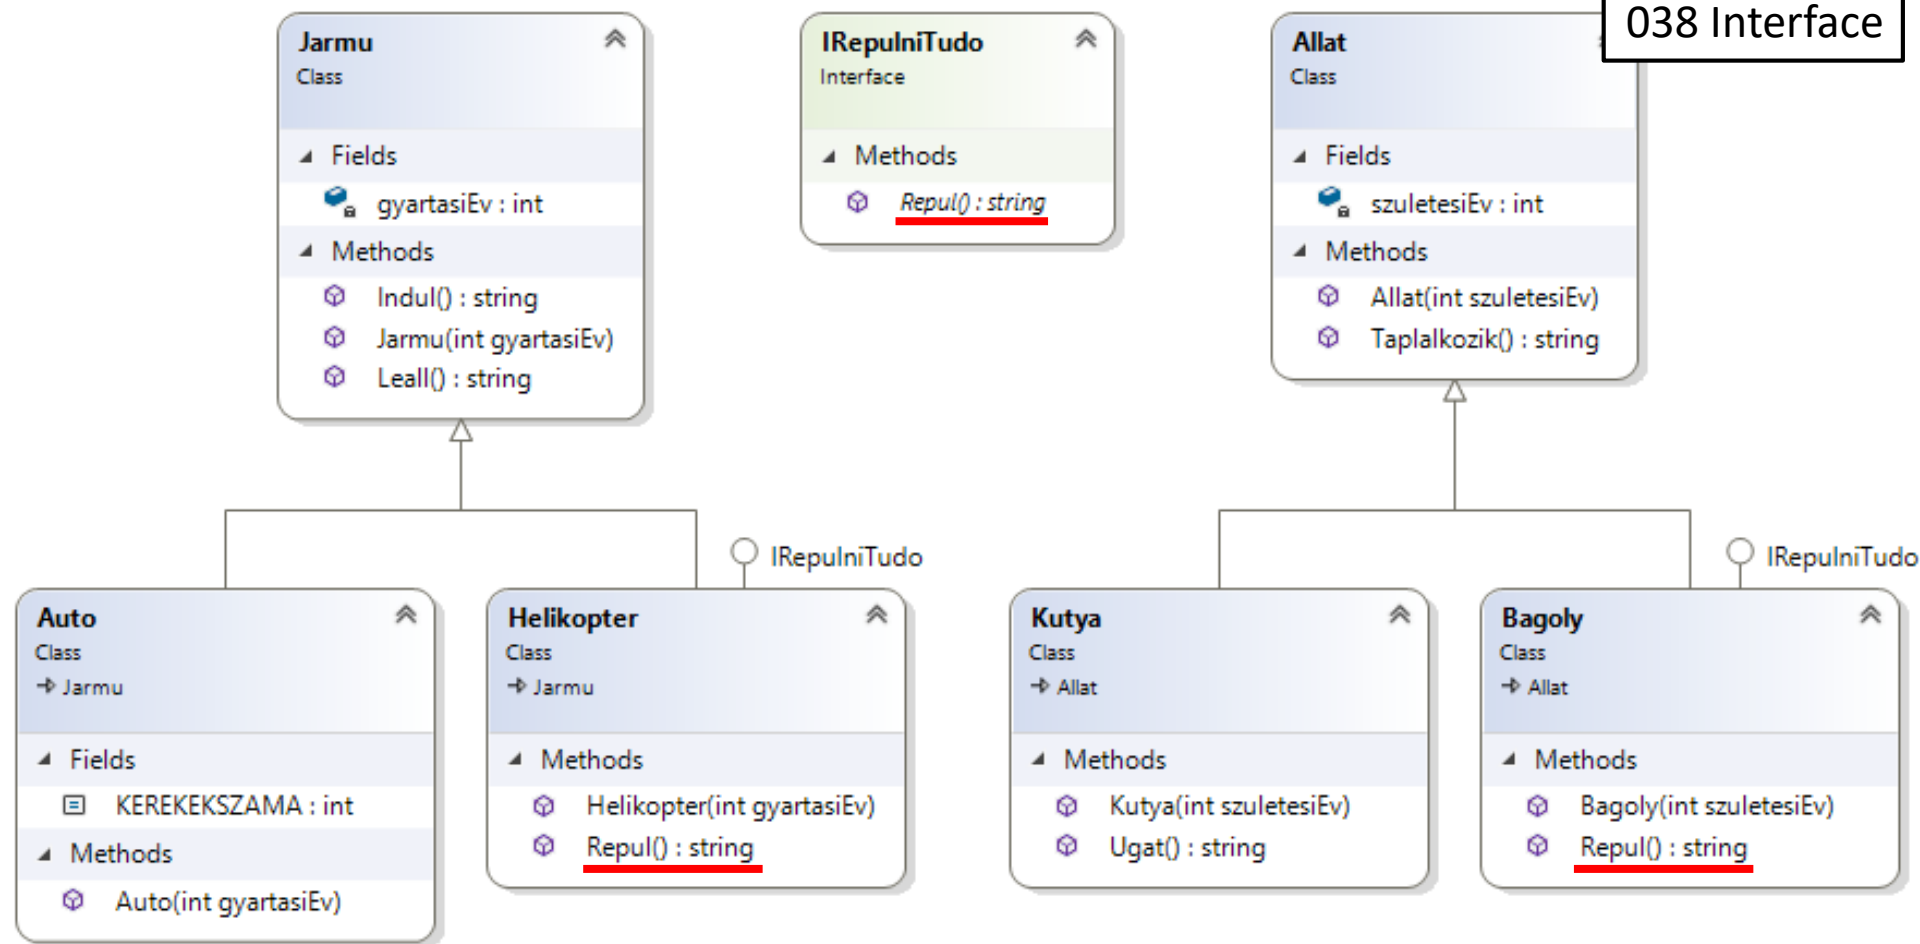 038 Interface
Jarmu
Class
Fields
gyartasiEv : int
Methods
Indul() : string
Jarmu(int gyartasiEv)
Leall() : string
IRepulniTudo
Interface
Methods
Repul() : string
Allat
Class
Fields
szuletesiEv : int
Methods
Allat(int szuletesiEv)
Taplalkozik() : string
Auto
Class
Jarmu
Fields
KEREKEKSZAMA : int
Methods
Auto(int gyartasiEv)
IRepulniTudo
Helikopter
Class
Jarmu
Methods
Helikopter(int gyartasiEv)
Repul() : string
Kutya
Class
Allat
Methods
Kutya(int szuletesiEv)
Ugat() : string
IRepulniTudo
Bagoly
Class
Allat
Methods
Bagoly(int szuletesiEv)
Repul() : string